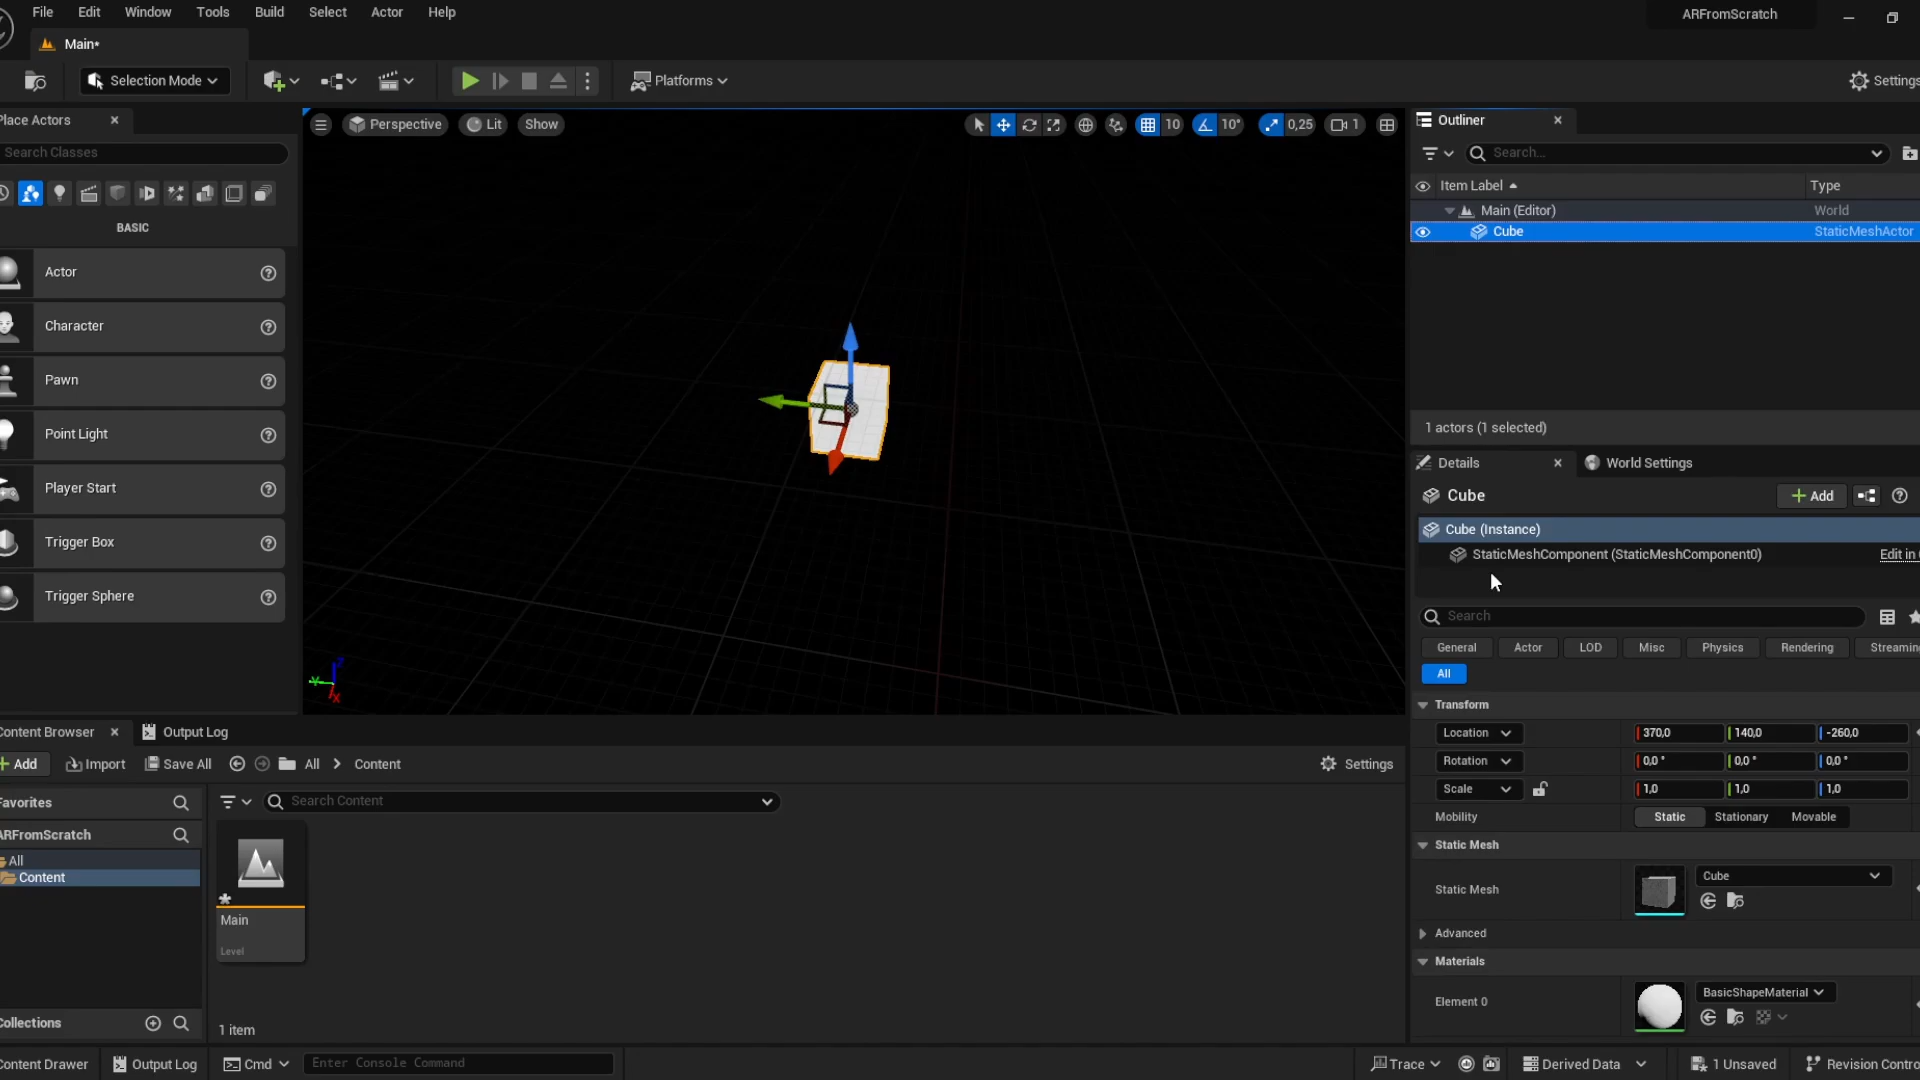 File Edit Window Tools Build Select Actor Help
ARFromScratch
Main*
Selection Mode
Platforms
Settings
Place Actors
Perspective Lit Show
10 10° 0,25 1
Outliner
Search Classes
Search...
Item Label Type
Main (Editor) World
Cube StaticMeshActor
BASIC
Actor
Character
Pawn
Point Light
Player Start
Trigger Box
Trigger Sphere
1 actors (1 selected)
Details World Settings
Cube
Add
Cube (Instance)
StaticMeshComponent (StaticMeshComponent0) Edit in
Search
General Actor LOD Misc Physics Rendering Streamin
All
Transform
Location 370,0 140,0 -260,0
Rotation 0,0 ° 0,0 ° 0,0 °
Scale 1,0 1,0 1,0
Mobility Static Stationary Movable
Static Mesh
Static Mesh Cube
Advanced
Materials
Element 0 BasicShapeMaterial
Z
Y
X
Content Browser Output Log
Add Import Save All All Content Settings
Favorites
Search Content
ARFromScratch
All
Content
Main
Level
Collections
1 item
Content Drawer Output Log Cmd Enter Console Command
Trace Derived Data 1 Unsaved Revision Contro